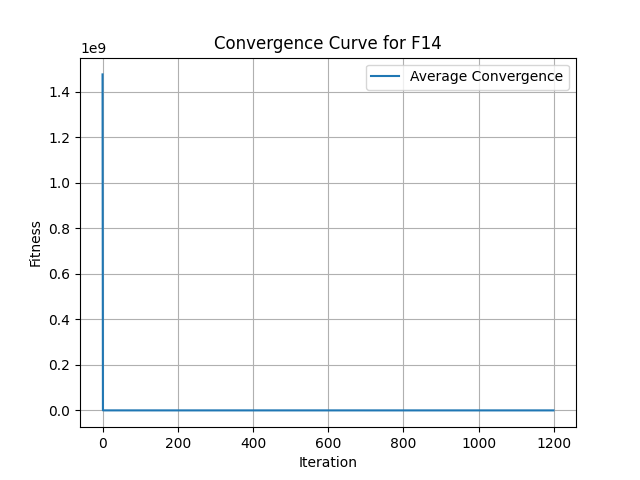 Convergence Curve for F14
1e9
Average Convergence
1.4
1.2
1.0
0.8
0.6
0.4
0.2
0.0
Fitness
0 200 400 600 800 1000 1200
Iteration